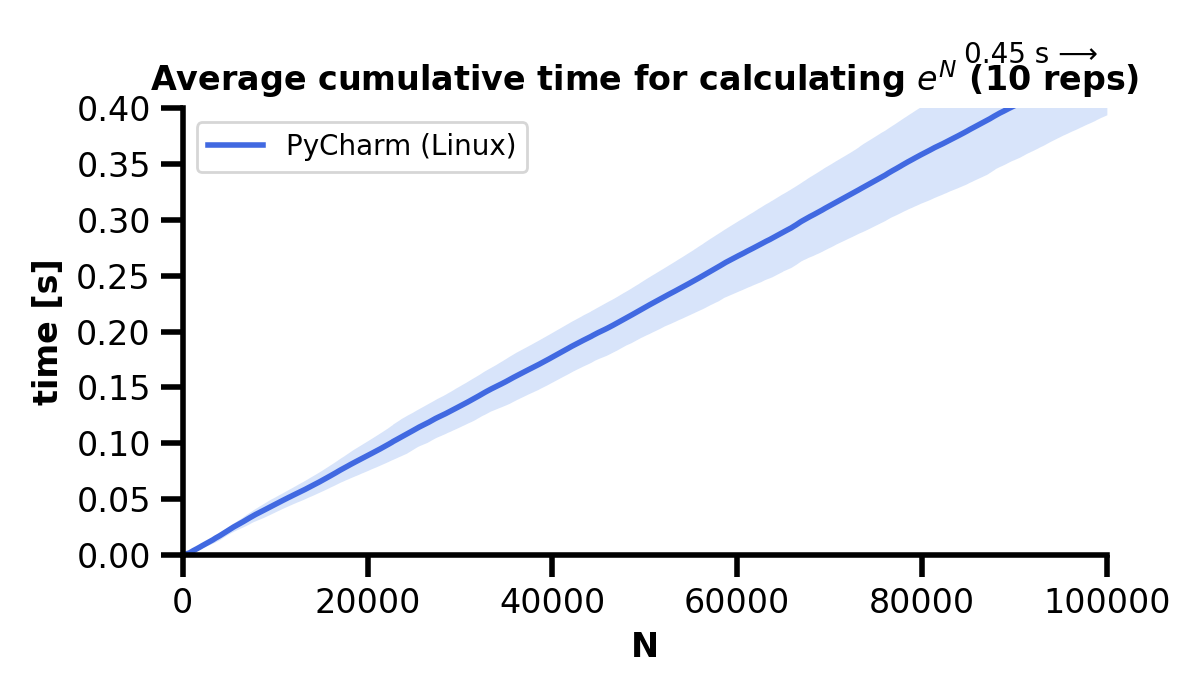 0.45 s ⟶
Average cumulative time for calculating e^N (10 reps)
PyCharm (Linux)
time [s]
0.40
0.35
0.30
0.25
0.20
0.15
0.10
0.05
0.00
0 20000 40000 60000 80000 100000
N